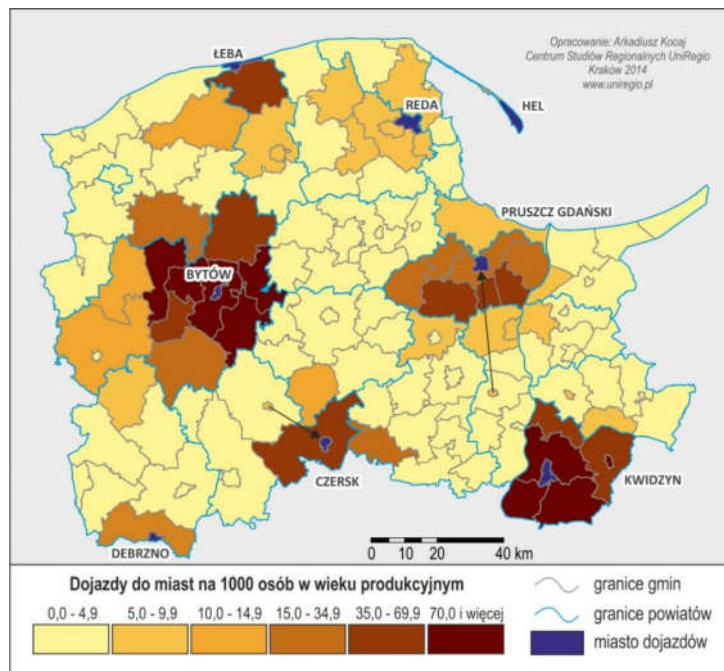 Opracowanie: Arkadiusz Kocaj
Centrum Studiów Regionalnych UniRegio
Kraków 2014
www.uniregio.pl
ŁEBA
REDA
HEL
PRUSZCZ GDAŃSKI
BYTÓW
CZERSK
KWIDZYN
DEBRZNO
0 20 40 km
Dojazdy do miast na 1000 osób w wieku produkcyjnym
0,0 - 4,9 5,0 - 9,9 10,0 - 14,9 15,0 - 34,9 35,0 - 69,9 70,0 i więcej
granice gmin
granice powiatów
miasto dojazdów